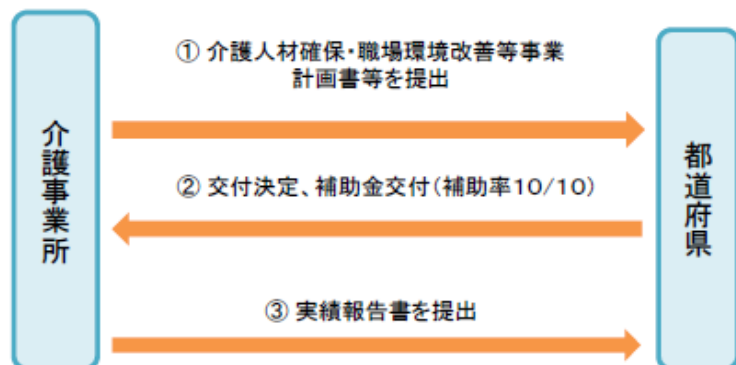 介護事業所
① 介護人材確保・職場環境改善等事業
計画書等を提出
② 交付決定、補助金交付（補助率10/10）
③ 実績報告書を提出
都道府県